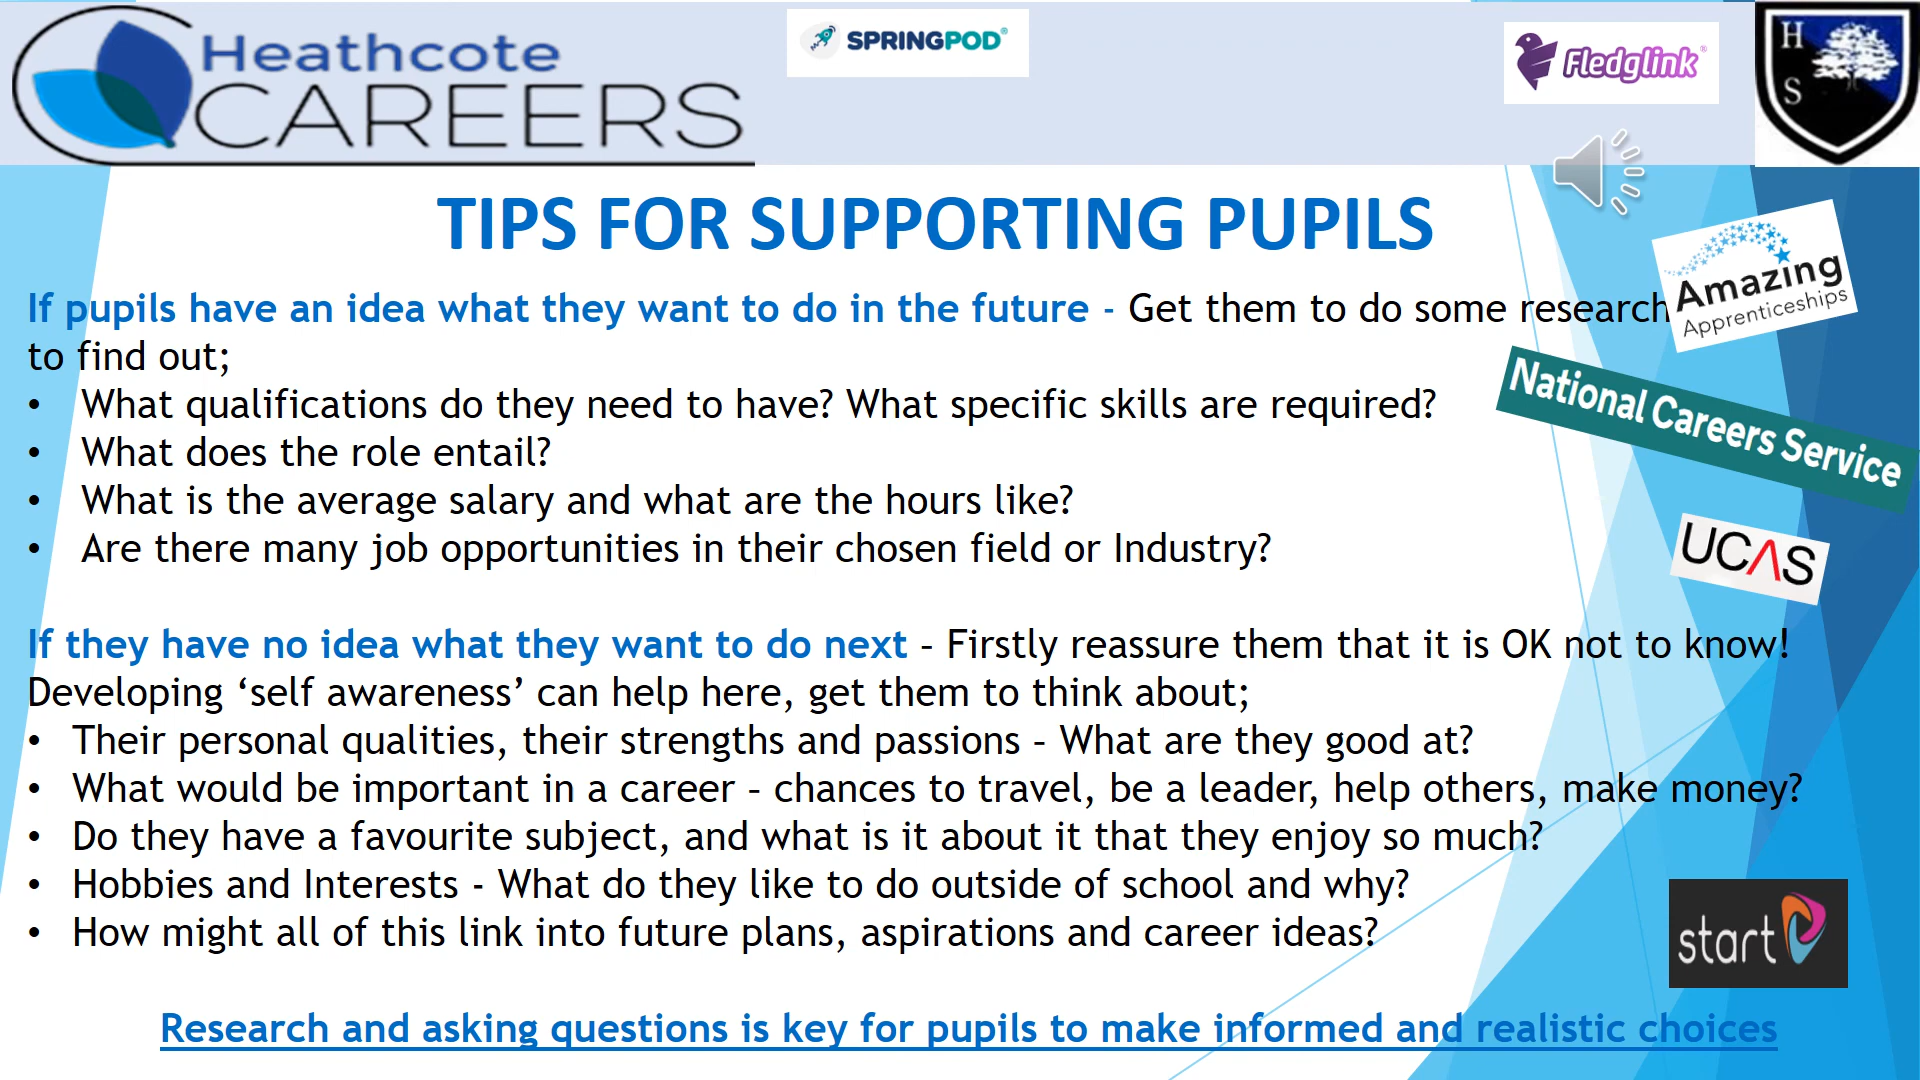 Heathcote
CAREERS
SPRINGPOD®
Fledglink®
H
S
TIPS FOR SUPPORTING PUPILS
Amazing
Apprenticeships
If pupils have an idea what they want to do in the future - Get them to do some research
to find out;
• What qualifications do they need to have? What specific skills are required?
• What does the role entail?
• What is the average salary and what are the hours like?
• Are there many job opportunities in their chosen field or Industry?
National Careers Service
UCAS
If they have no idea what they want to do next – Firstly reassure them that it is OK not to know!
Developing ‘self awareness’ can help here, get them to think about;
• Their personal qualities, their strengths and passions – What are they good at?
• What would be important in a career – chances to travel, be a leader, help others, make money?
• Do they have a favourite subject, and what is it about it that they enjoy so much?
• Hobbies and Interests - What do they like to do outside of school and why?
• How might all of this link into future plans, aspirations and career ideas?
start
Research and asking questions is key for pupils to make informed and realistic choices